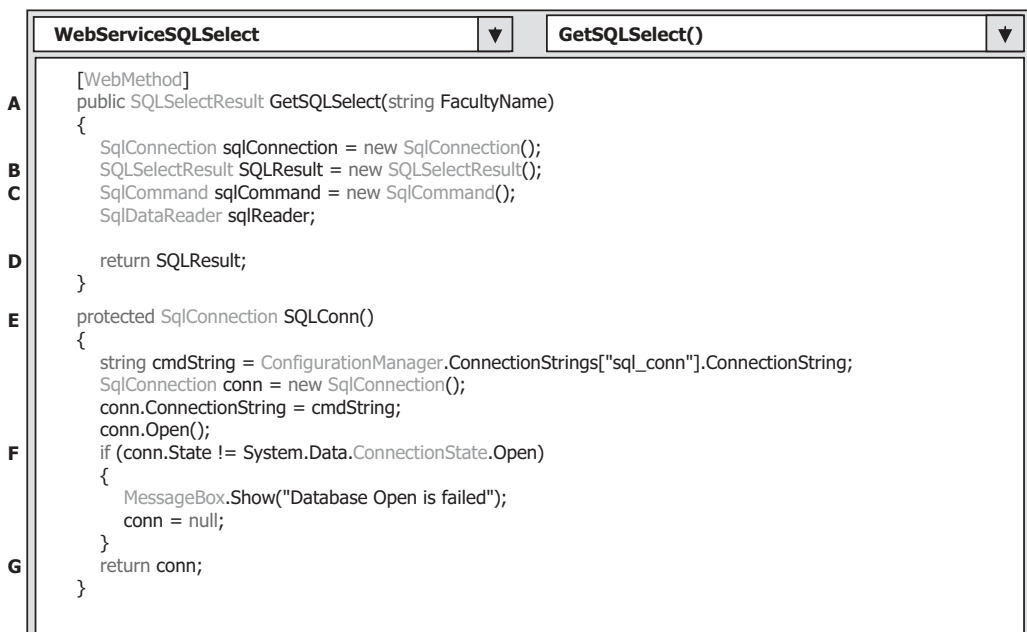 WebServiceSQLSelect GetSQLSelect()
[WebMethod]
A public SQLSelectResult GetSQLSelect(string FacultyName)
{
SqlConnection sqlConnection = new SqlConnection();
B SQLSelectResult SQLResult = new SQLSelectResult();
C SqlCommand sqlCommand = new SqlCommand();
SqlDataReader sqlReader;
D return SQLResult;
}
E protected SqlConnection SQLConn()
{
string cmdString = ConfigurationManager.ConnectionStrings["sql_conn"].ConnectionString;
SqlConnection conn = new SqlConnection();
conn.ConnectionString = cmdString;
conn.Open();
F if (conn.State != System.Data.ConnectionState.Open)
{
MessageBox.Show("Database Open is failed");
conn = null;
}
G return conn;
}